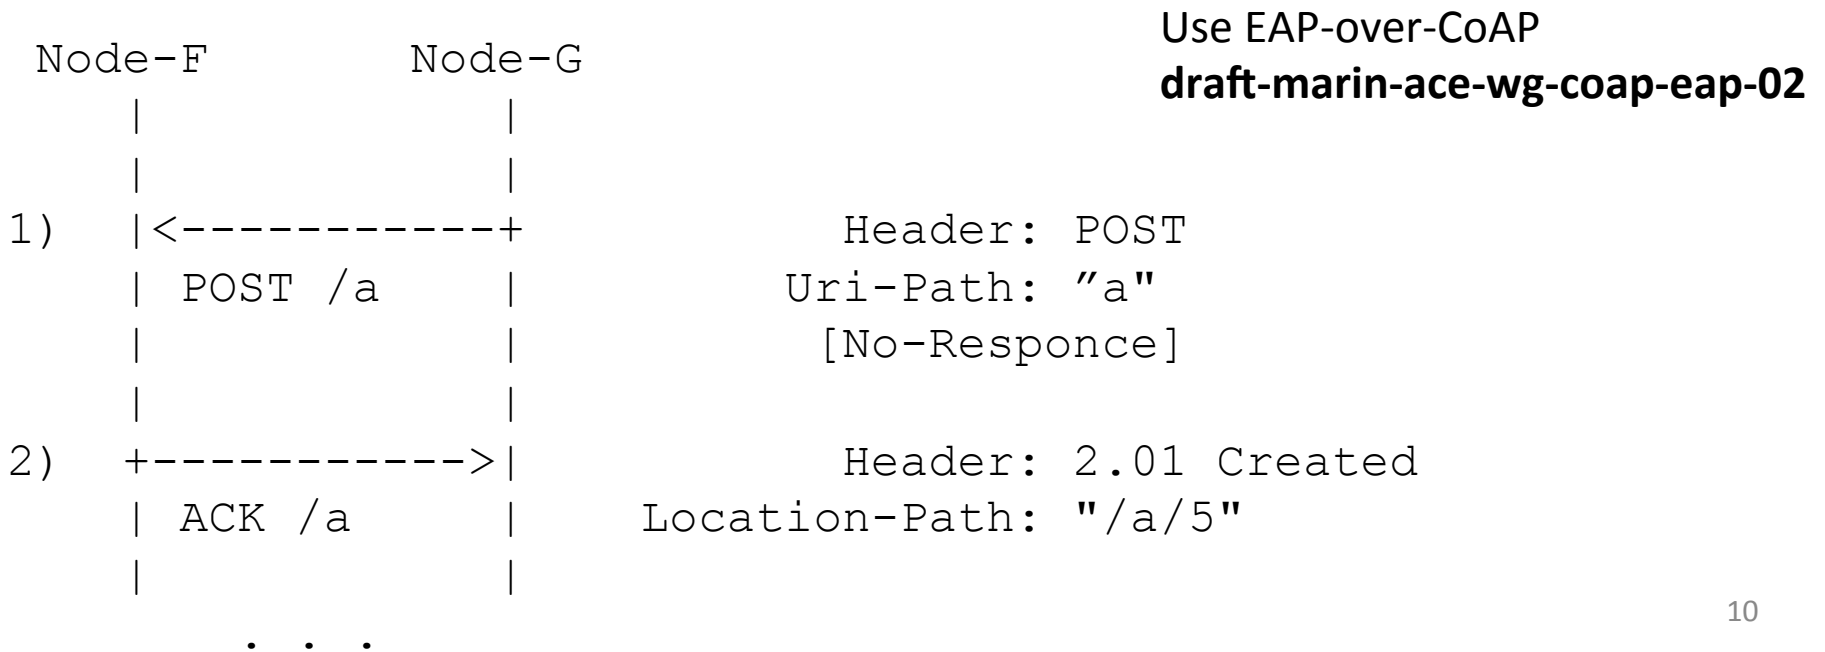 Use EAP-over-CoAP
draft-marin-ace-wg-coap-eap-02
Node-F Node-G
| |
| |
1) |<-----------+ Header: POST
| POST /a | Uri-Path: ″a"
| | [No-Responce]
| |
2) +----------->| Header: 2.01 Created
| ACK /a | Location-Path: "/a/5"
| |
. . .
10